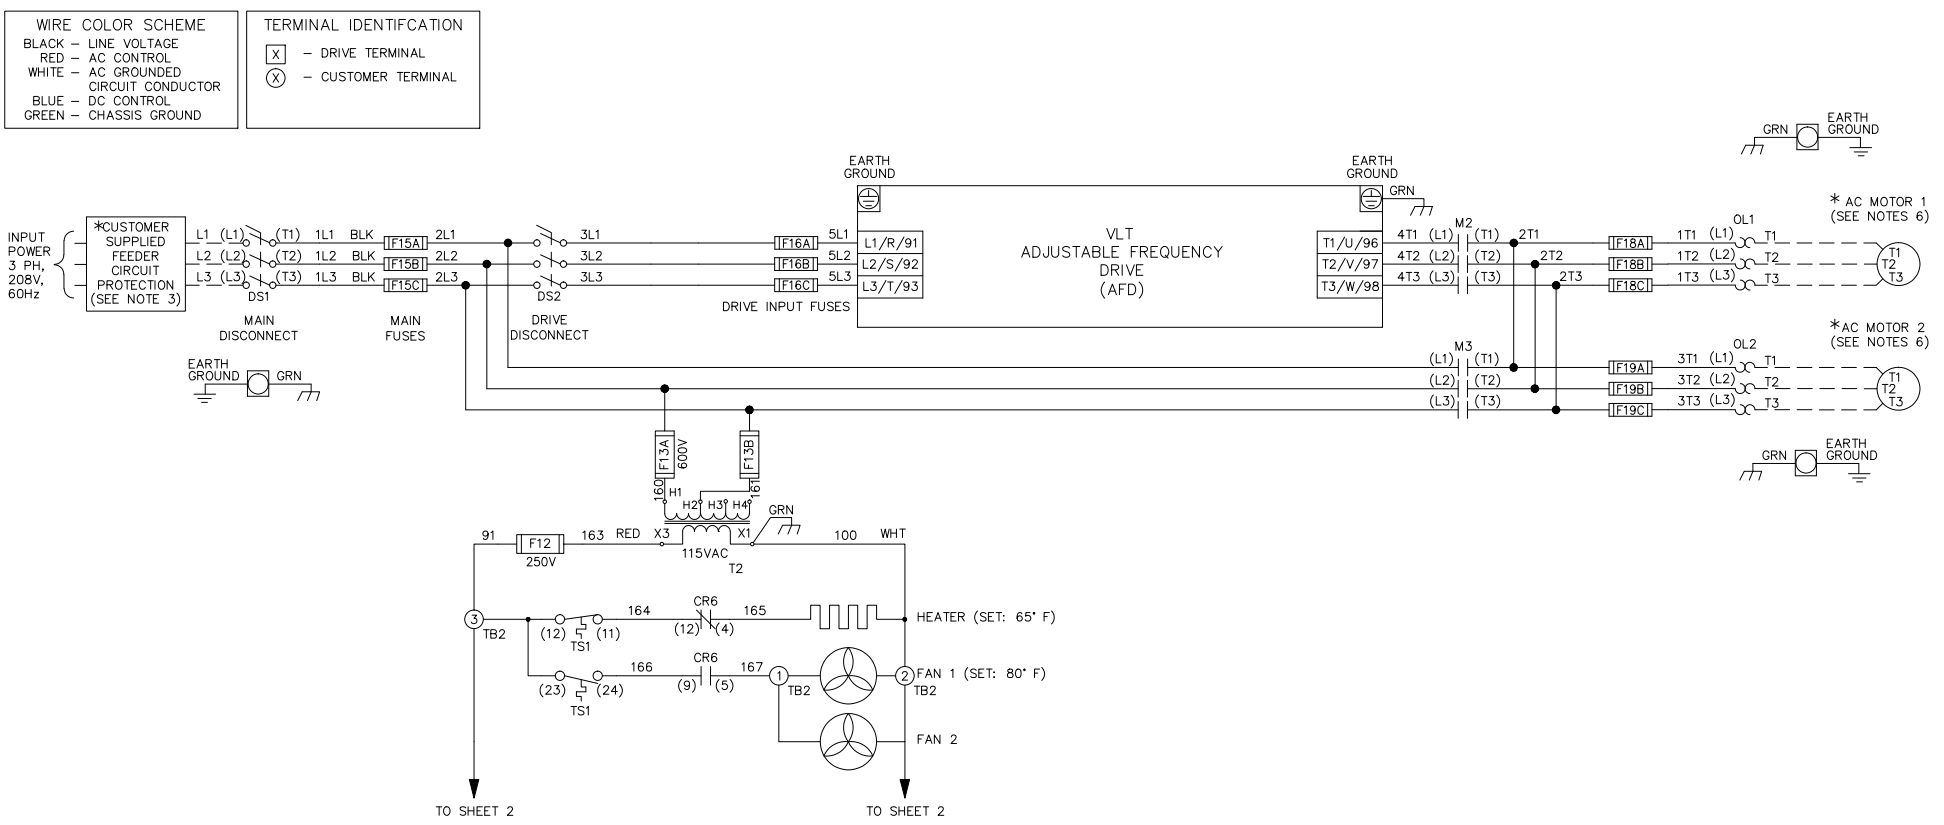 WIRE COLOR SCHEME
BLACK – LINE VOLTAGE
RED – AC CONTROL
WHITE – AC GROUNDED
CIRCUIT CONDUCTOR
BLUE – DC CONTROL
GREEN – CHASSIS GROUND
TERMINAL IDENTIFCATION
X – DRIVE TERMINAL
X – CUSTOMER TERMINAL
GRN
EARTH
GROUND
EARTH
GROUND
EARTH
GROUND
GRN
INPUT
POWER
3 PH,
208V,
60Hz
*CUSTOMER
SUPPLIED
FEEDER
CIRCUIT
PROTECTION
(SEE NOTE 3)
L1 (L1) (T1) 1L1 BLK F15A 2L1 3L1 F16A 5L1 L1/R/91
L2 (L2) (T2) 1L2 BLK F15B 2L2 3L2 F16B 5L2 L2/S/92
L3 (L3) (T3) 1L3 BLK F15C 2L3 3L3 F16C 5L3 L3/T/93
DS1
DS2
MAIN
DISCONNECT
MAIN
FUSES
DRIVE
DISCONNECT
DRIVE INPUT FUSES
VLT
ADJUSTABLE FREQUENCY
DRIVE
(AFD)
M2
OL1
T1/U/96 4T1 (L1) (T1) 2T1 F18A 1T1 (L1) T1
T2/V/97 4T2 (L2) (T2) 2T2 F18B 1T2 (L2) T2
T3/W/98 4T3 (L3) (T3) 2T3 F18C 1T3 (L3) T3
* AC MOTOR 1
(SEE NOTES 6)
T1
T2
T3
EARTH
GROUND
GRN
M3
OL2
(L1) (T1) F19A 3T1 (L1) T1
(L2) (T2) F19B 3T2 (L2) T2
(L3) (T3) F19C 3T3 (L3) T3
* AC MOTOR 2
(SEE NOTES 6)
T1
T2
T3
GRN
EARTH
GROUND
F13A
600V
F13B
160
161
H1
H2
H3
H4
GRN
91
F12
250V
163
RED
X3
X1
115VAC
T2
100
WHT
3
TB2
(12) (11)
TS1
164
CR6
(12) (4)
165
HEATER (SET: 65° F)
(23) (24)
TS1
166
CR6
(9) (5)
167
1
TB2
2
TB2
FAN 1 (SET: 80° F)
FAN 2
TO SHEET 2
TO SHEET 2